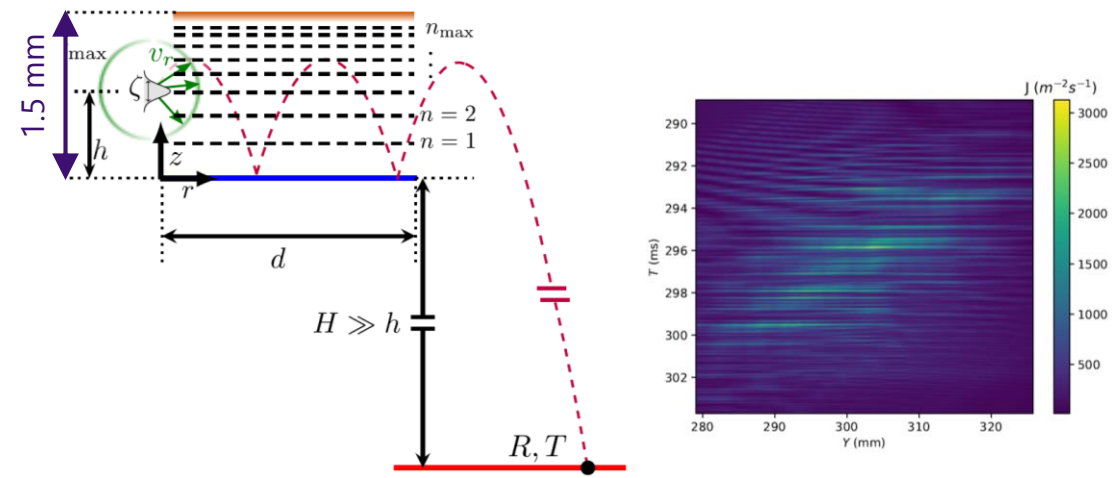 1.5 mm
max
ζ
v_r
h
z
r
d
n_max
n = 2
n = 1
H ≫ h
R, T
J (m⁻²s⁻¹)
3000
2500
2000
1500
1000
500
T (ms)
290
292
294
296
298
300
302
280
290
300
310
320
Y (mm)